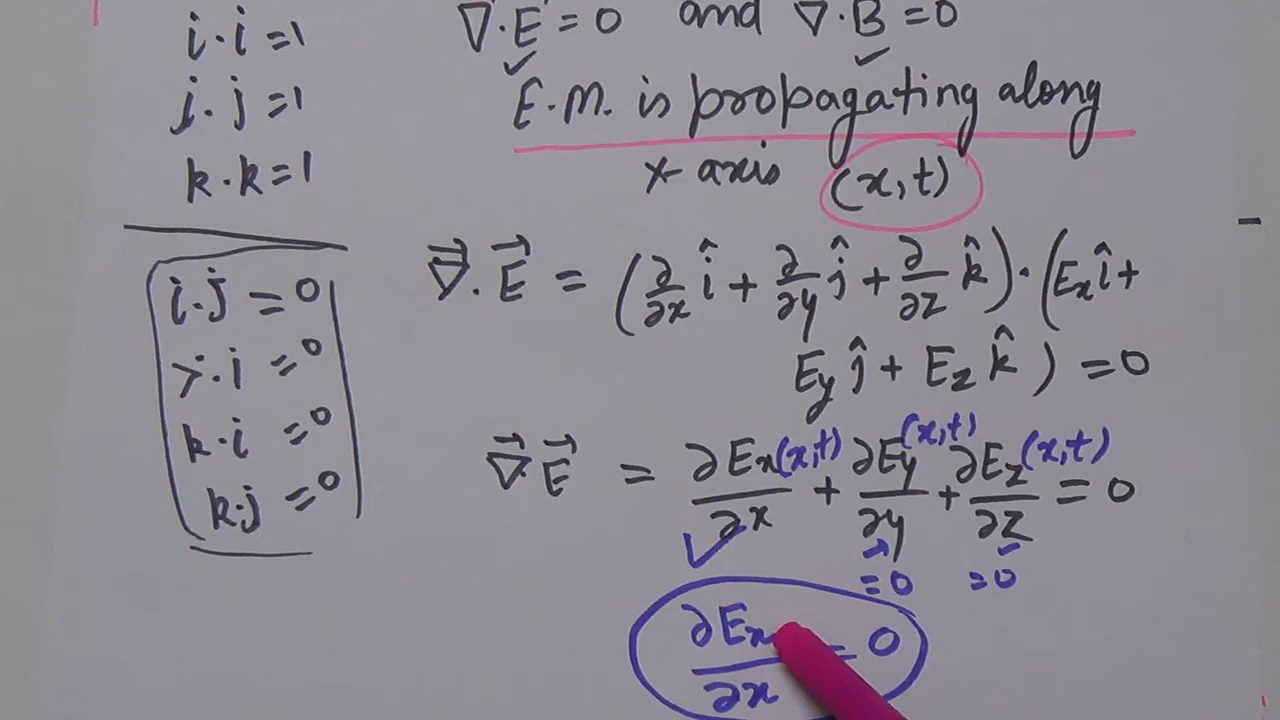 i · i = 1
j · j = 1
k · k = 1
i · j = 0
j · i = 0
k · i = 0
k · j = 0
∇ · E = 0 and ∇ · B = 0
E.M. is propagating along
x-axis (x,t)
∇⃗ . E⃗ = (∂/∂x î + ∂/∂y ĵ + ∂/∂z k̂) · (Ex î +
Ey ĵ + Ez k̂) = 0
∇⃗ E⃗ = ∂Ex(x,t)/∂x + ∂Ey(x,t)/∂y + ∂Ez(x,t)/∂z = 0
= 0 = 0
∂Ex/∂x = 0